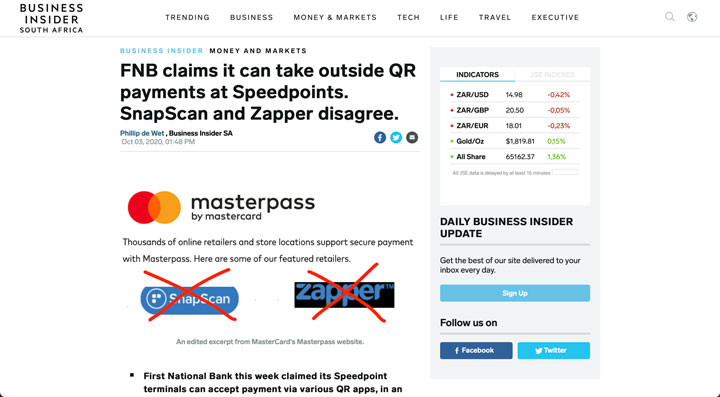 BUSINESS
INSIDER
SOUTH AFRICA
TRENDING BUSINESS MONEY & MARKETS TECH LIFE TRAVEL EXECUTIVE
BUSINESS INSIDER MONEY AND MARKETS
FNB claims it can take outside QR
payments at Speedpoints.
SnapScan and Zapper disagree.
Phillip de Wet , Business Insider SA
Oct 03, 2020, 01:48 PM
masterpass
by mastercard
Thousands of online retailers and store locations support secure payment
with Masterpass. Here are some of our featured retailers.
SnapScan
zapper™
An edited excerpt from MasterCard's Masterpass website.
First National Bank this week claimed its Speedpoint
terminals can accept payment via various QR apps, in an
INDICATORS JSE INDEXES
ZAR/USD 14.98 -0,42%
ZAR/GBP 20.50 -0,05%
ZAR/EUR 18.01 -0,23%
Gold/Oz $1,819.81 0,15%
All Share 65162.37 1,36%
All JSE data is delayed by at least 15 minutes
DAILY BUSINESS INSIDER
UPDATE
Get the best of our site delivered to your
inbox every day.
Sign Up
Follow us on
Facebook Twitter